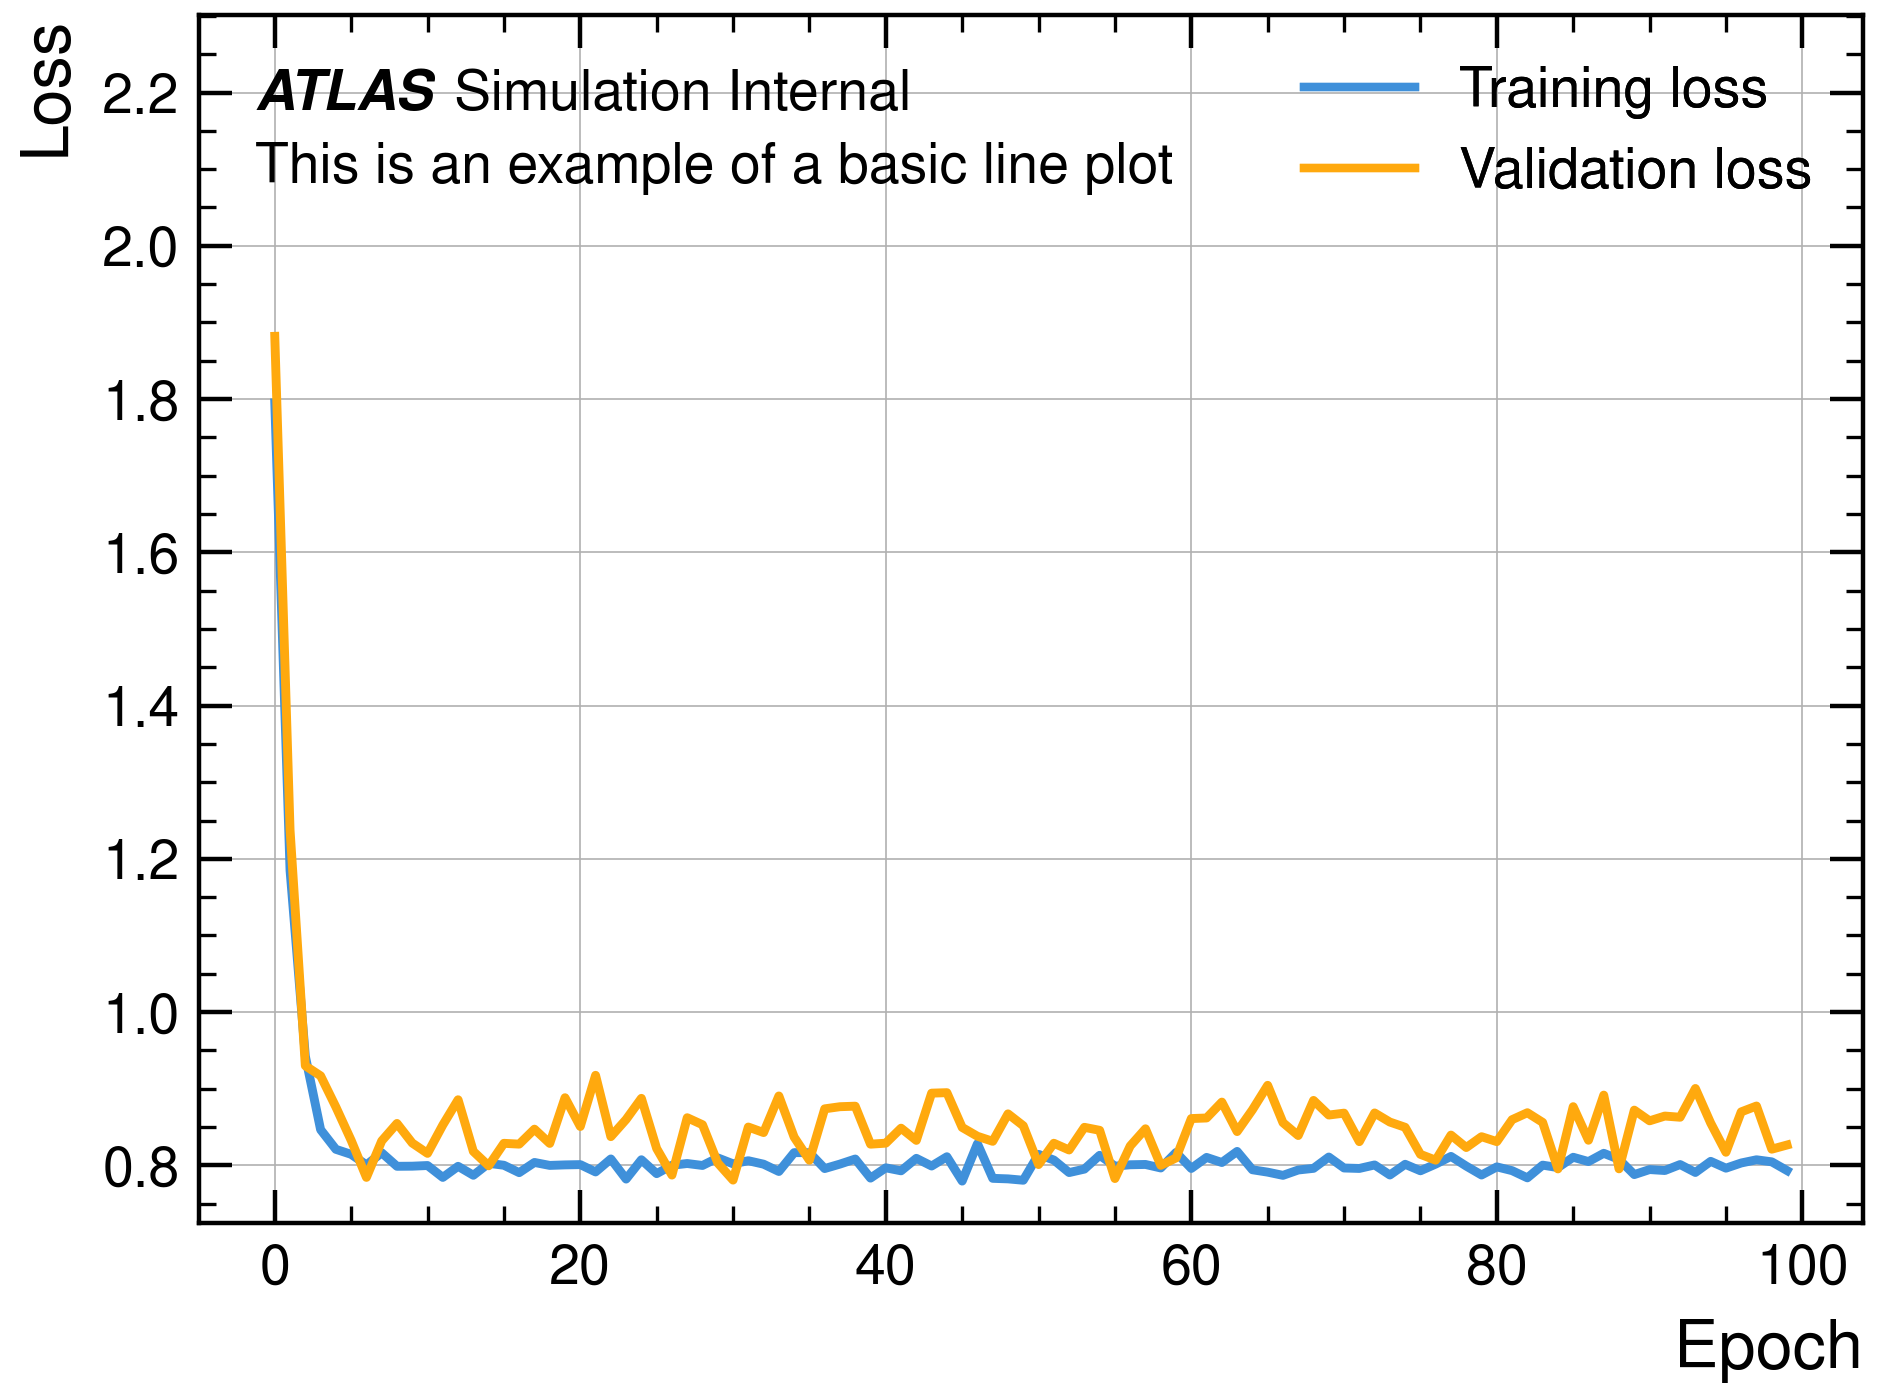 Loss
ATLAS Simulation Internal
This is an example of a basic line plot
Training loss
Validation loss
2.2
2.0
1.8
1.6
1.4
1.2
1.0
0.8
0 20 40 60 80 100
Epoch